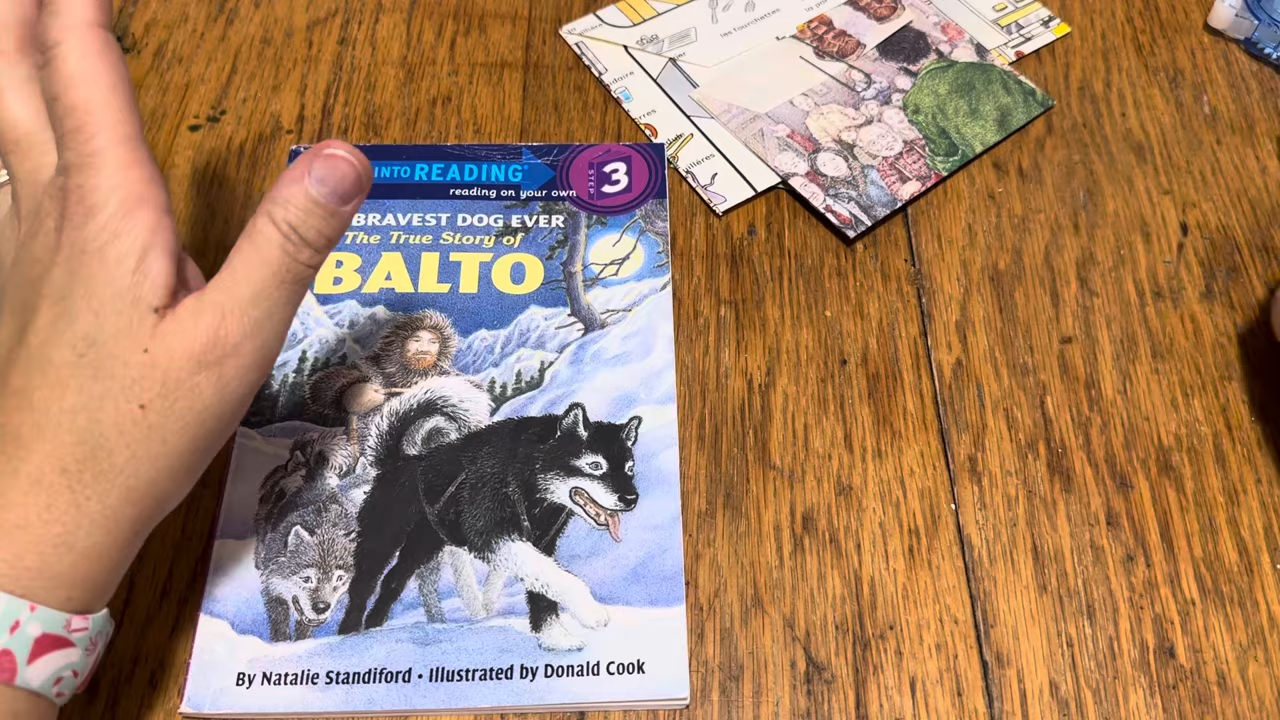 INTO READING
reading on your own
STEP 3
BRAVEST DOG EVER
The True Story of
BALTO
By Natalie Standiford • Illustrated by Donald Cook
les fourchettes